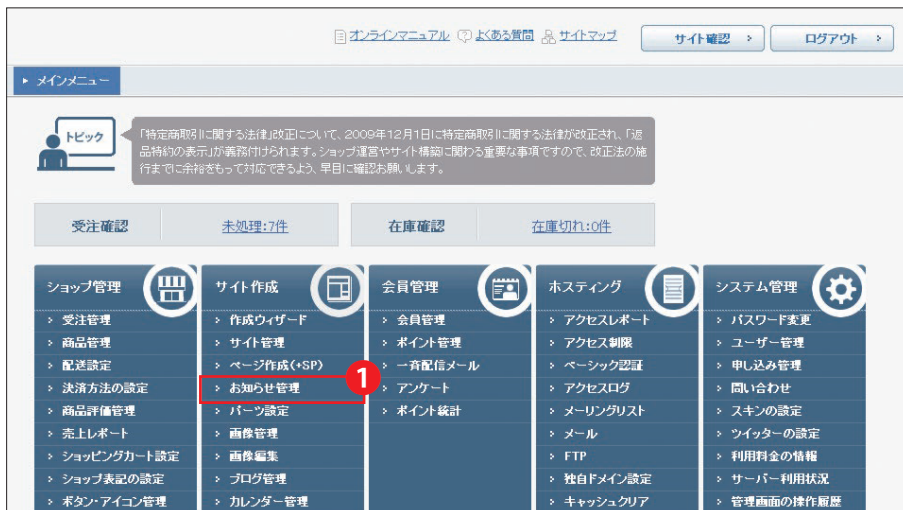 オンラインマニュアル よくある質問 サイトマップ サイト確認 ログアウト
メインメニュー
トピック
「特定商取引に関する法律」改正について、2009年12月1日に特定商取引に関する法律が改正され、「返
品特約の表示」が義務付けられます。ショップ運営やサイト構築に関わる重要な事項ですので、改正法の施
行までに余裕をもって対応できるよう、早目に確認お願いします。
受注確認 未処理:7件 在庫確認 在庫切れ:0件
ショップ管理
受注管理
商品管理
配送設定
決済方法の設定
商品評価管理
売上レポート
ショッピングカート設定
ショップ表記の設定
ボタン・アイコン管理
サイト作成
作成ウィザード
サイト管理
ページ作成(+SP)
お知らせ管理
1
パーツ設定
画像管理
画像編集
ブログ管理
カレンダー管理
会員管理
会員管理
ポイント管理
一斉配信メール
アンケート
ポイント統計
ホスティング
アクセスレポート
アクセス制限
ベーシック認証
アクセスログ
メーリングリスト
メール
FTP
独自ドメイン設定
キャッシュクリア
システム管理
パスワード変更
ユーザー管理
申し込み管理
問い合わせ
スキンの設定
ツイッターの設定
利用料金の情報
サーバー利用状況
管理画面の操作履歴